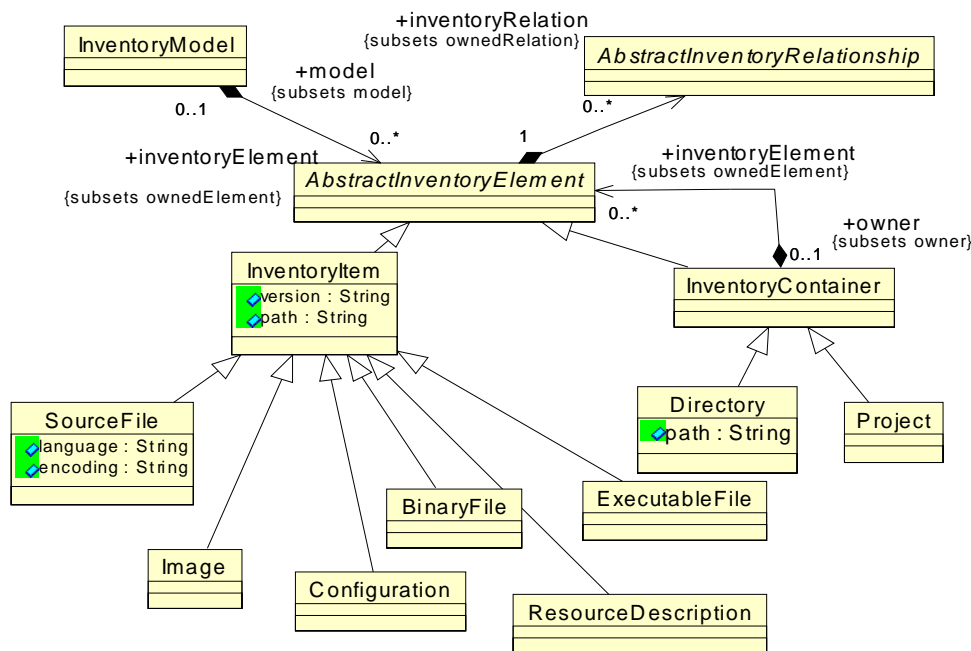 +inventoryRelation
{subsets ownedRelation}
InventoryModel
AbstractInventoryRelationship
+model
{subsets model}
0..1
0..*
0..*
1
+inventoryElement
{subsets ownedElement}
AbstractInventoryElement
+inventoryElement
{subsets ownedElement}
0..*
+owner
{subsets owner}
0..1
InventoryItem
version : String
path : String
InventoryContainer
SourceFile
language : String
encoding : String
Directory
path : String
Project
BinaryFile
ExecutableFile
Image
Configuration
ResourceDescription